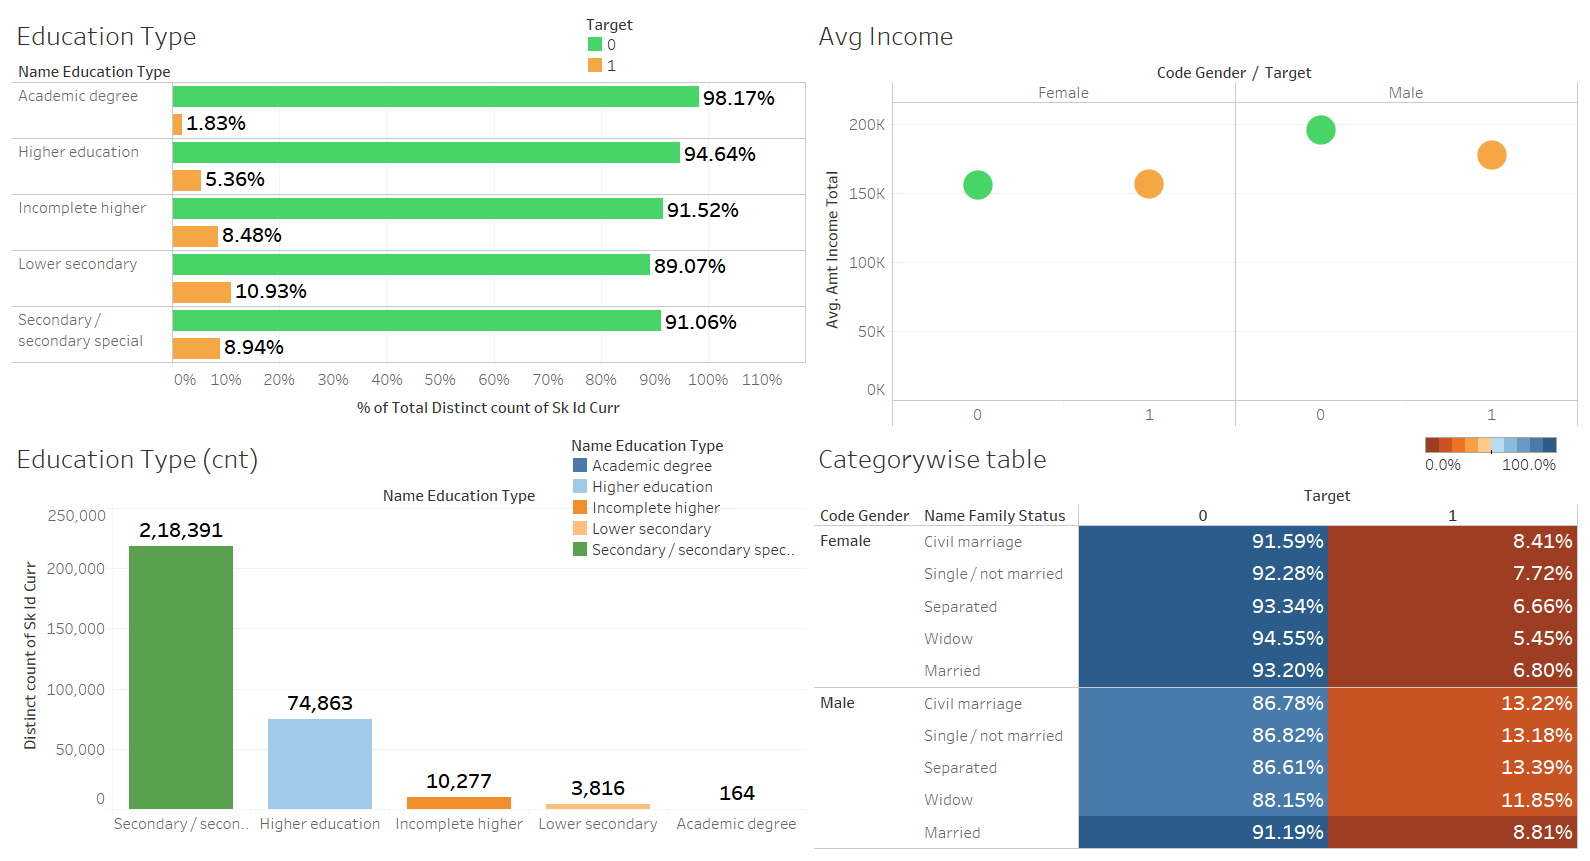 Education Type
Target
0
1
Name Education Type
Academic degree
98.17%
1.83%
Higher education
94.64%
5.36%
Incomplete higher
91.52%
8.48%
Lower secondary
89.07%
10.93%
Secondary /
secondary special
91.06%
8.94%
0% 10% 20% 30% 40% 50% 60% 70% 80% 90% 100% 110%
% of Total Distinct count of Sk Id Curr
Avg Income
Code Gender / Target
Female Male
Avg. Amt Income Total
200K
150K
100K
50K
0K
0 1 0 1
Education Type (cnt)
Name Education Type
Academic degree
Higher education
Incomplete higher
Lower secondary
Secondary / secondary spec..
Name Education Type
Distinct count of Sk Id Curr
250,000
200,000
150,000
100,000
50,000
0
2,18,391
74,863
10,277
3,816
164
Secondary / secon.. Higher education Incomplete higher Lower secondary Academic degree
Categorywise table
0.0% 100.0%
Target
Code Gender Name Family Status 0 1
Female Civil marriage 91.59% 8.41%
Single / not married 92.28% 7.72%
Separated 93.34% 6.66%
Widow 94.55% 5.45%
Married 93.20% 6.80%
Male Civil marriage 86.78% 13.22%
Single / not married 86.82% 13.18%
Separated 86.61% 13.39%
Widow 88.15% 11.85%
Married 91.19% 8.81%